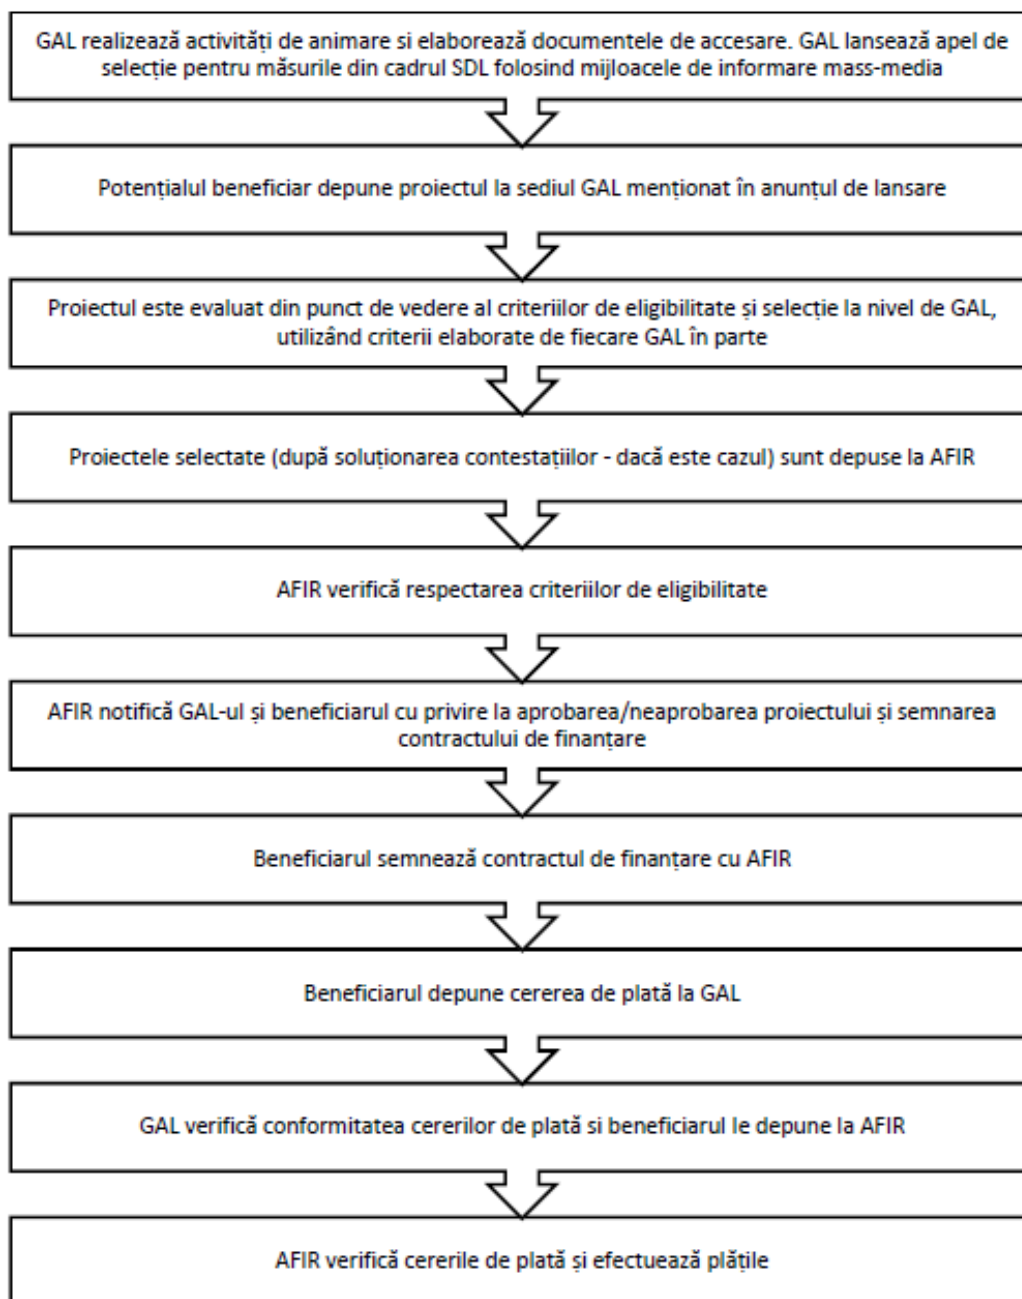 GAL realizează activități de animare si elaborează documentele de accesare. GAL lansează apel de
selecție pentru măsurile din cadrul SDL folosind mijloacele de informare mass-media
Potențialul beneficiar depune proiectul la sediul GAL menționat în anunțul de lansare
Proiectul este evaluat din punct de vedere al criteriilor de eligibilitate și selecție la nivel de GAL,
utilizând criterii elaborate de fiecare GAL în parte
Proiectele selectate (după soluționarea contestațiilor - dacă este cazul) sunt depuse la AFIR
AFIR verifică respectarea criteriilor de eligibilitate
AFIR notifică GAL-ul și beneficiarul cu privire la aprobarea/neaprobarea proiectului și semnarea
contractului de finanțare
Beneficiarul semnează contractul de finanțare cu AFIR
Beneficiarul depune cererea de plată la GAL
GAL verifică conformitatea cererilor de plată si beneficiarul le depune la AFIR
AFIR verifică cererile de plată și efectuează plățile